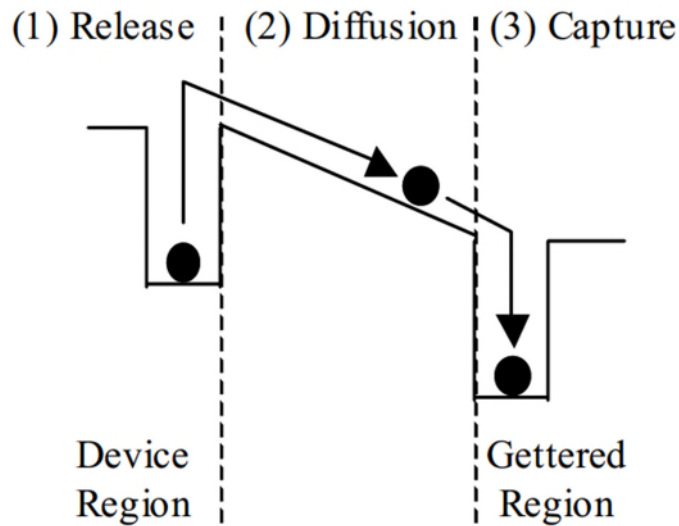 (1) Release
(2) Diffusion
(3) Capture
Device
Region
Gettered
Region